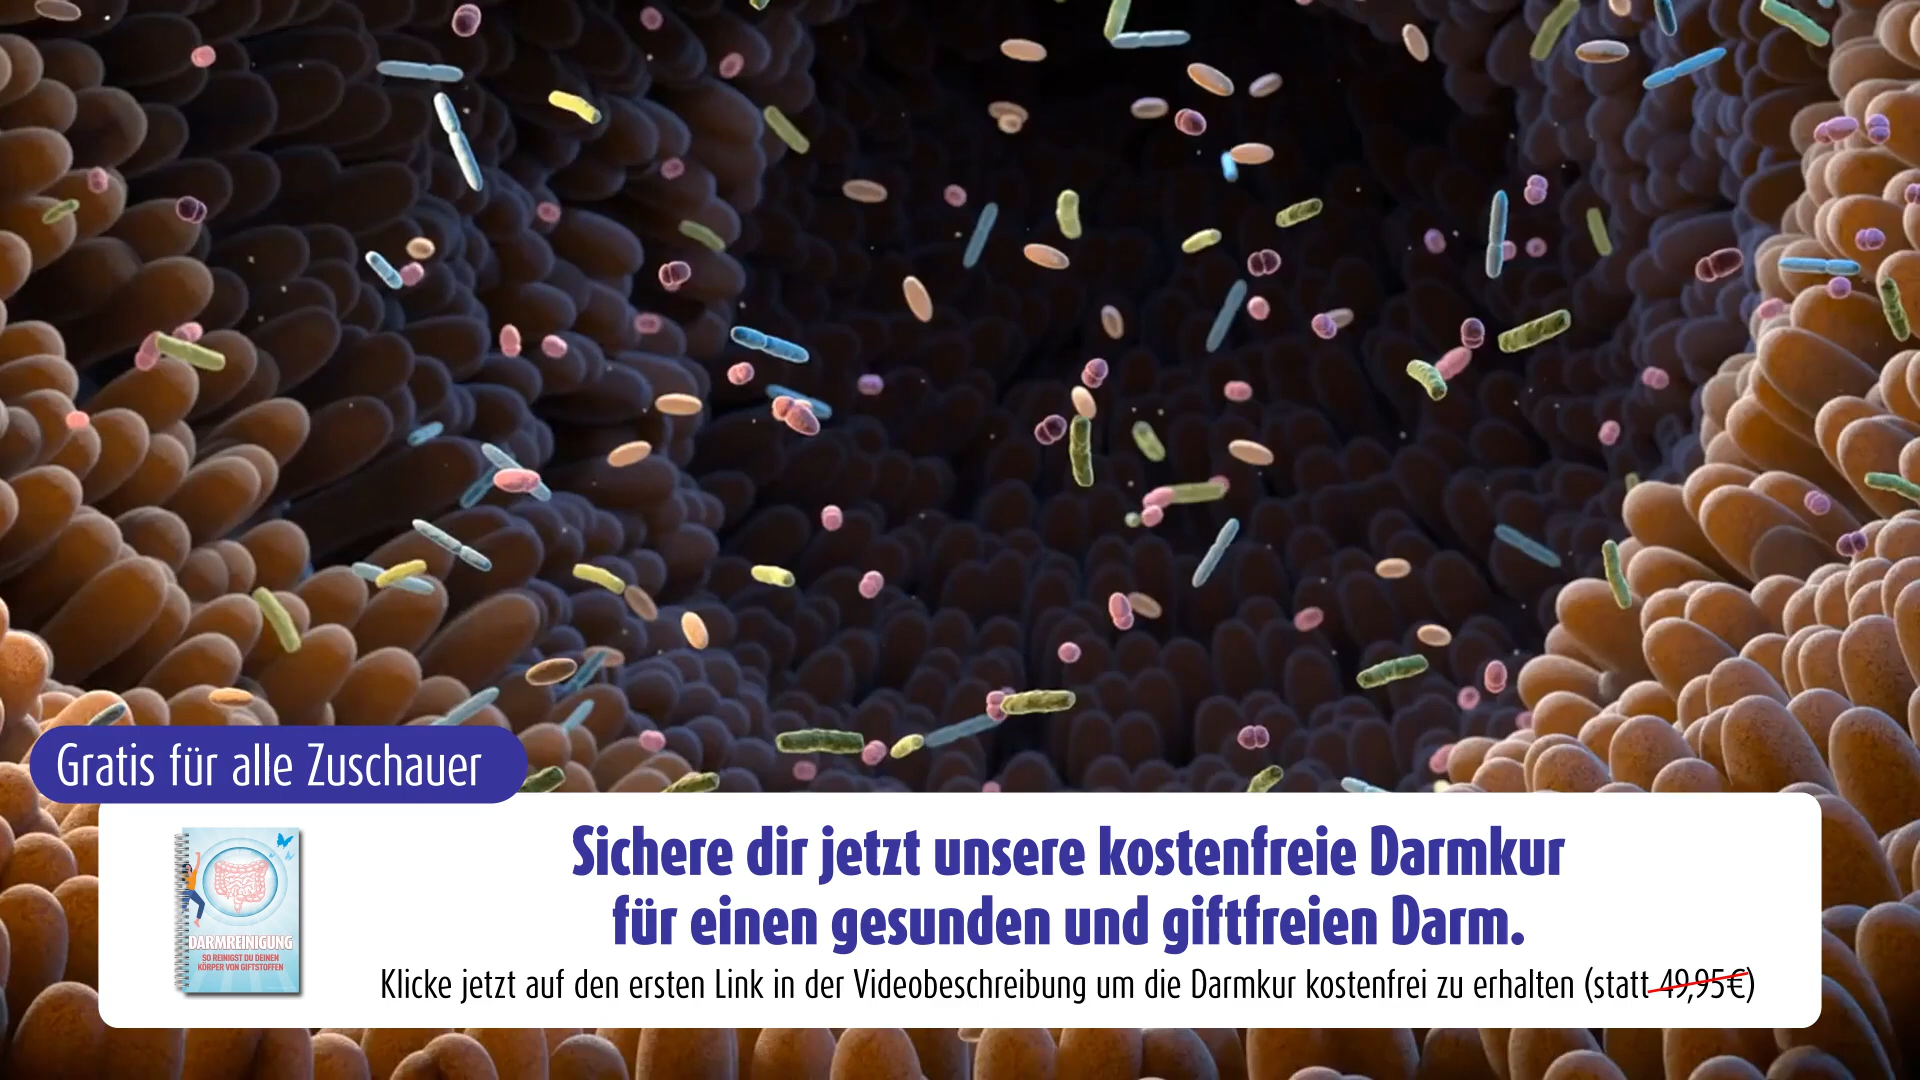 Gratis für alle Zuschauer
Sichere dir jetzt unsere kostenfreie Darmkur
für einen gesunden und giftfreien Darm.
DARMREINIGUNG
SO REINIGST DU DEINEN
KÖRPER VON GIFTSTOFFEN
Klicke jetzt auf den ersten Link in der Videobeschreibung um die Darmkur kostenfrei zu erhalten (statt 49,95€)